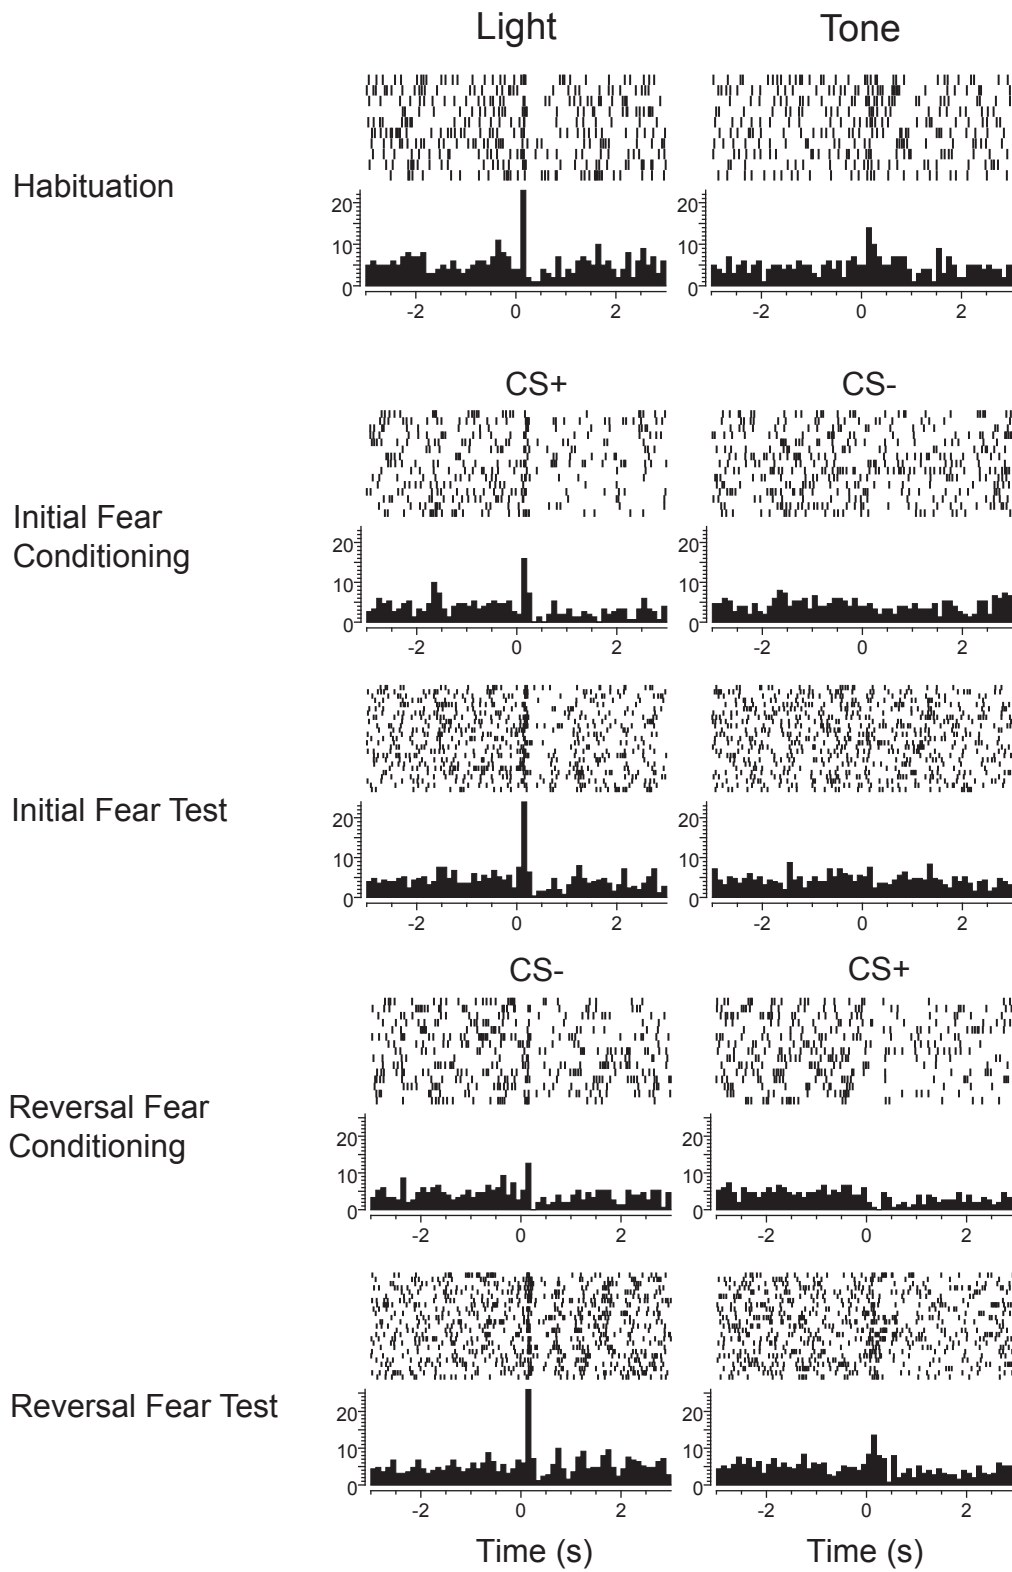 Light Tone
Habituation
20 20
10 10
0 0
-2 0 2 -2 0 2
CS+ CS-
Initial Fear
Conditioning
20 20
10 10
0 0
-2 0 2 -2 0 2
Initial Fear Test
20 20
10 10
0 0
-2 0 2 -2 0 2
CS- CS+
Reversal Fear
Conditioning
20 20
10 10
0 0
-2 0 2 -2 0 2
Reversal Fear Test
20 20
10 10
0 0
-2 0 2 -2 0 2
Time (s) Time (s)